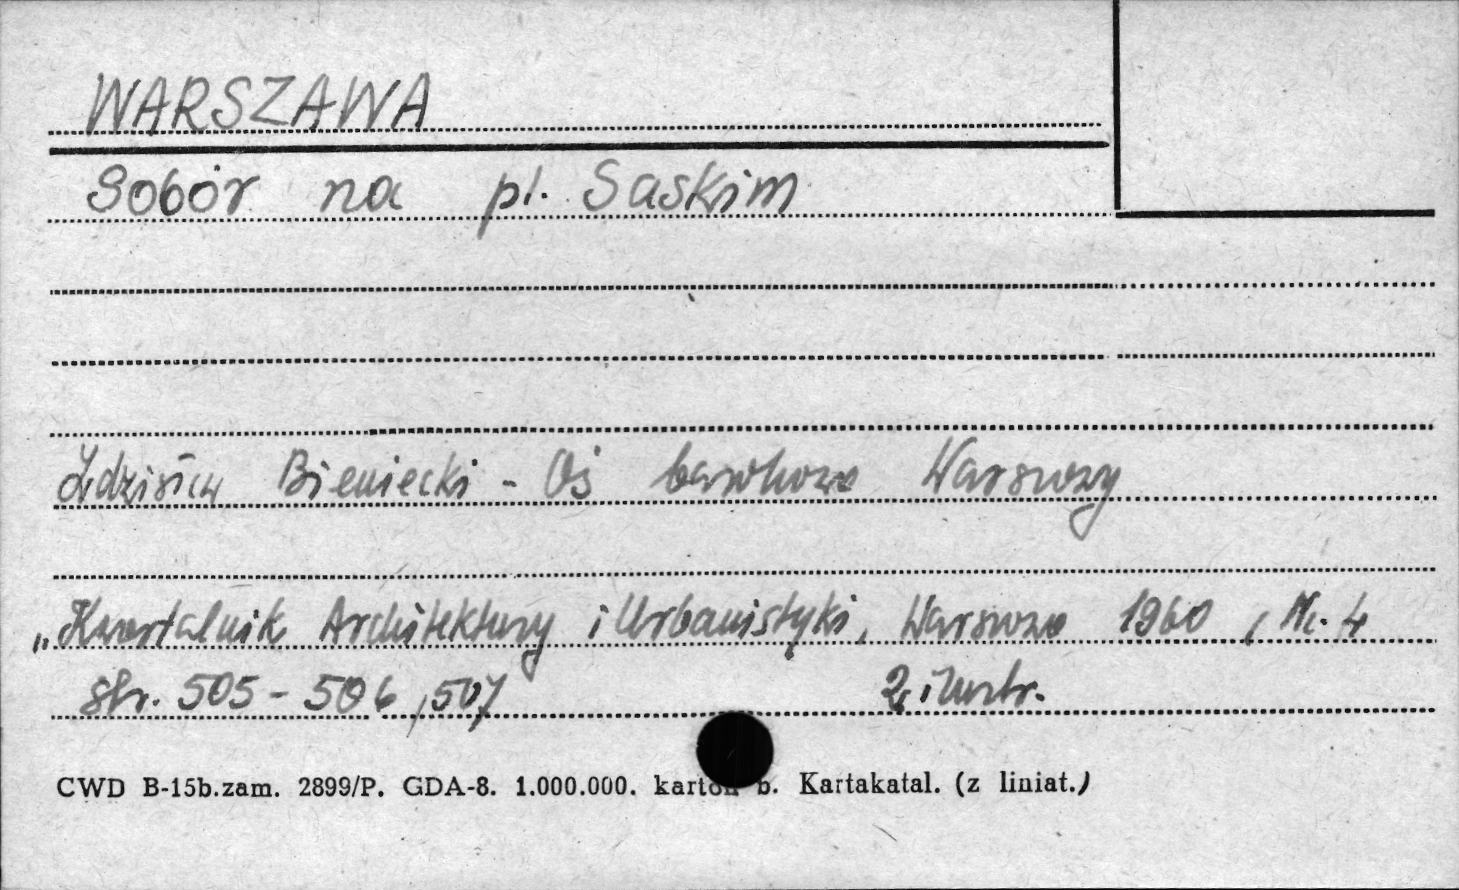 WARSZAWA
Sobór na pl. Saskim
Zdzisław Bieniecki - Oś barokowa Warszawy
„Kwartalnik Architektury i Urbanistyki, Warszawa 1960, Nr. 4
str. 505-506, 507 2 ilustr.
CWD B-15b.zam. 2899/P. GDA-8. 1.000.000. karton b. Kartakatal. (z liniat.)